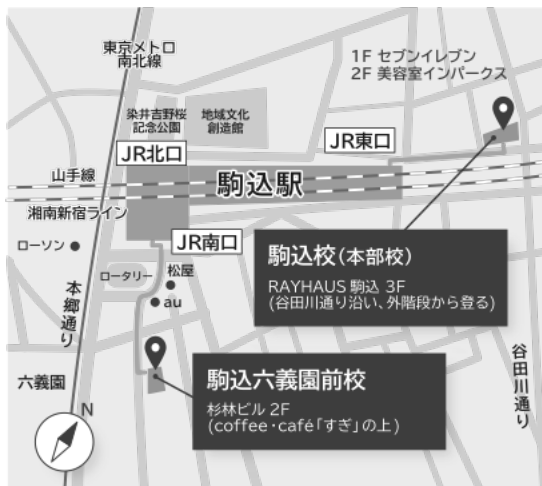 東京メトロ
南北線
1F セブンイレブン
2F 美容室インパークス
染井吉野桜
記念公園
地域文化
創造館
JR北口
JR東口
山手線
駒込駅
湘南新宿ライン
JR南口
ローソン
ロータリー
松屋
au
本郷通り
駒込校(本部校)
RAYHAUS 駒込 3F
(谷田川通り沿い、外階段から登る)
谷田川通り
六義園
駒込六義園前校
杉林ビル 2F
(coffee・café「すぎ」の上)
N